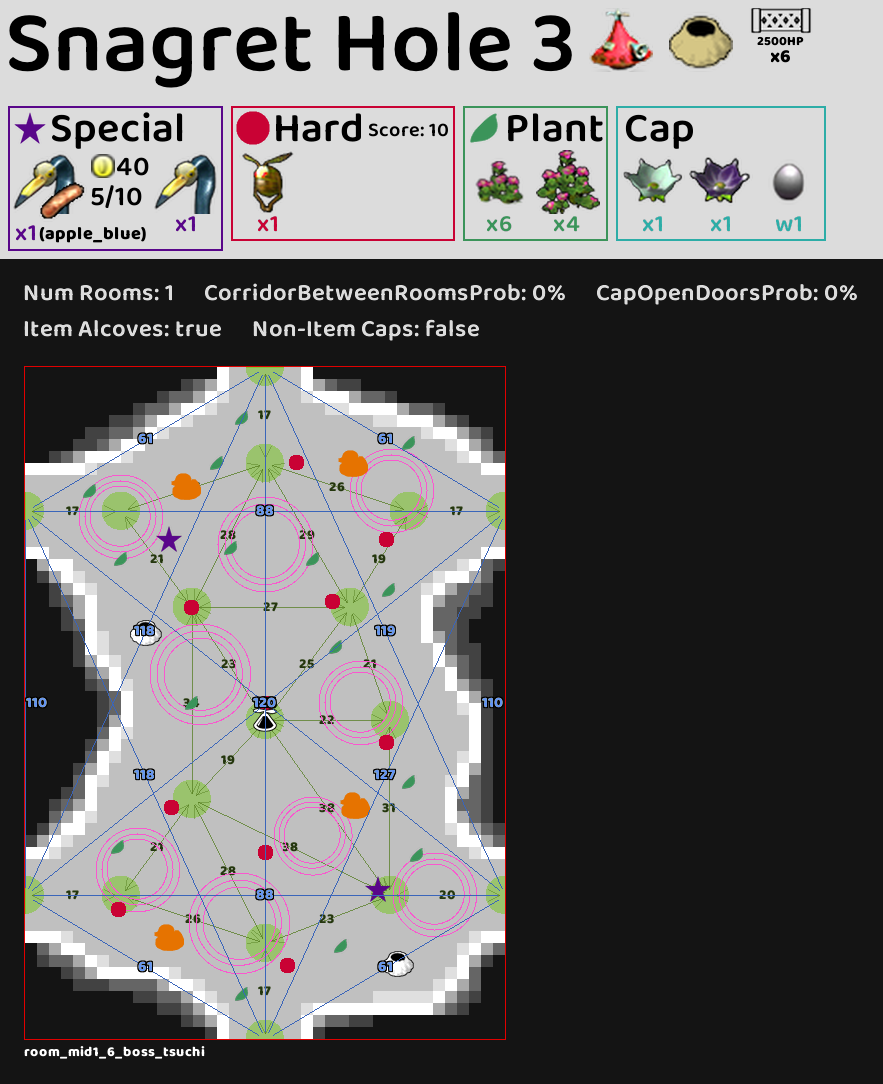 Snagret Hole 3
2500HP
x6
Special
40
5/10
x1(apple_blue)
x1
Hard Score: 10
x1
Plant
x6 x4
Cap
x1 x1 w1
Num Rooms: 1 CorridorBetweenRoomsProb: 0% CapOpenDoorsProb: 0%
Item Alcoves: true Non-Item Caps: false
17
61 61
26
17 88 17
28 29
21 19
27
118 119
23 25 21
110 34 120 110
22
19
118 127
38 31
21 38
28
17 88 20
26 23
61 61
17
room_mid1_6_boss_tsuchi